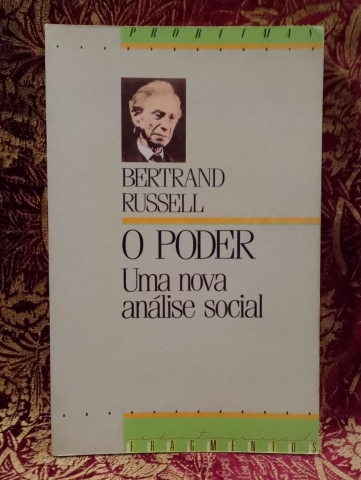 PROBLEMAS
BERTRAND
RUSSELL
O PODER
Uma nova
análise social
FRAGMENTOS